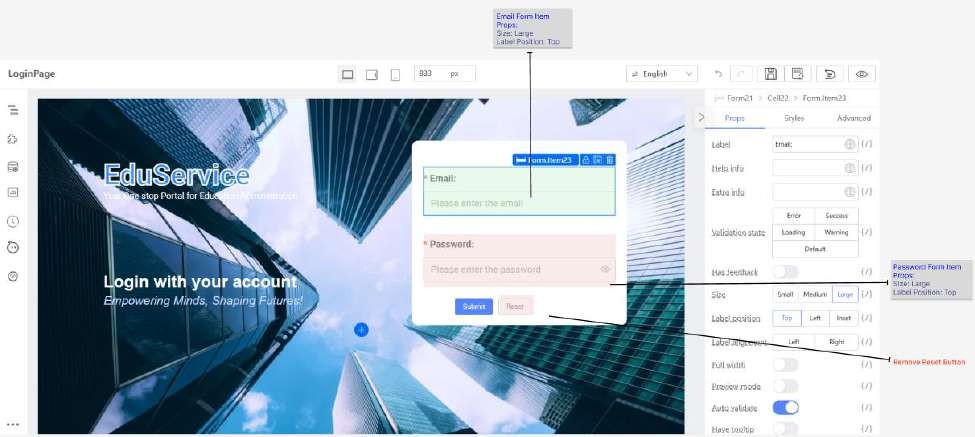 Email Form Item
Props:
Size: Large
Label Position: Top
LoginPage
833 px
English
Form21 > Cell22 > Form.Item23
Props Styles Advanced
Form.Item23
Label Email: {/}
EduService
* Email:
Help info {/}
Your One stop Portal for Education Administration
Please enter the email
Extra info {/}
Error Success
Validation state Loading Warning {/}
Default
* Password:
Please enter the password
Has feedback {/}
Password Form Item
Props:
Size: Large
Label Position: Top
Login with your account
Empowering Minds, Shaping Futures!
Size Small Medium Large {/}
Submit Reset
Label position Top Left Inset {/}
Label alignment Left Right {/}
Remove Reset Button
Full width {/}
Preview mode {/}
Auto validate {/}
Have tooltip {/}